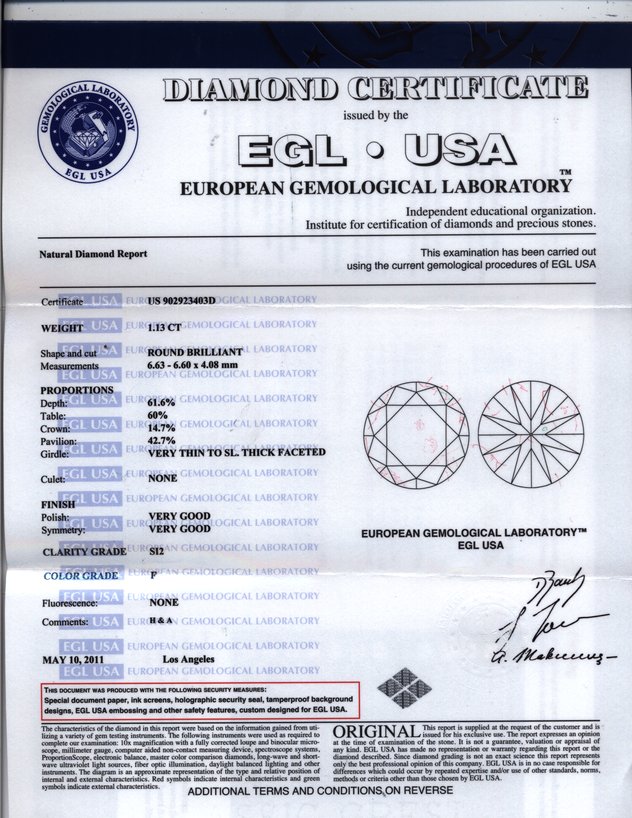 GEMOLOGICAL LABORATORY
EGL USA
DIAMOND CERTIFICATE
issued by the
EGL • USA
EUROPEAN GEMOLOGICAL LABORATORY™
Independent educational organization.
Institute for certification of diamonds and precious stones.
Natural Diamond Report
This examination has been carried out
using the current gemological procedures of EGL USA
Certificate US 902923403D
WEIGHT 1.13 CT
Shape and cut ROUND BRILLIANT
Measurements 6.63 - 6.60 x 4.08 mm
PROPORTIONS
Depth: 61.6%
Table: 60%
Crown: 14.7%
Pavilion: 42.7%
Girdle: VERY THIN TO SL. THICK FACETED
Culet: NONE
FINISH
Polish: VERY GOOD
Symmetry: VERY GOOD
EUROPEAN GEMOLOGICAL LABORATORY™
EGL USA
CLARITY GRADE SI2
COLOR GRADE F
Fluorescence: NONE
Comments: H & A
EGL USA EUROPEAN GEMOLOGICAL LABORATORY
MAY 10, 2011 Los Angeles
THIS DOCUMENT WAS PRODUCED WITH THE FOLLOWING SECURITY MEASURES:
Special document paper, ink screens, holographic security seal, tamperproof background
designs, EGL USA embossing and other safety features, custom designed for EGL USA.
The characteristics of the diamond in this report were based on the information gained from uti-
lizing a variety of gem testing instruments. The following instruments were used as required to
complete our examination: 10x magnification with a fully corrected loupe and binocular micro-
scope, millimeter gauge, computer aided non-contact measuring device, spectroscope systems,
ProportionScope, electronic balance, master color comparison diamonds, long-wave and short-
wave ultraviolet light sources, fiber optic illumination, daylight balanced lighting and other
instruments. The diagram is an approximate representation of the type and relative position of
internal and external characteristics. Red symbols indicate internal characteristics and green
symbols indicate external characteristics.
ORIGINAL This report is supplied at the request of the customer and is
issued for his exclusive use. The report expresses an opinion
at the time of examination of the stone. It is not a guarantee, valuation or appraisal of
any kind. EGL USA has made no representation or warranty regarding this report or the
diamond described. Since diamond grading is not an exact science this report represents
only the best professional opinion of this company. EGL USA is in no case responsible for
differences which could occur by repeated expertise and/or use of other standards, norms,
methods or criteria other than those chosen by EGL USA.
ADDITIONAL TERMS AND CONDITIONS ON REVERSE